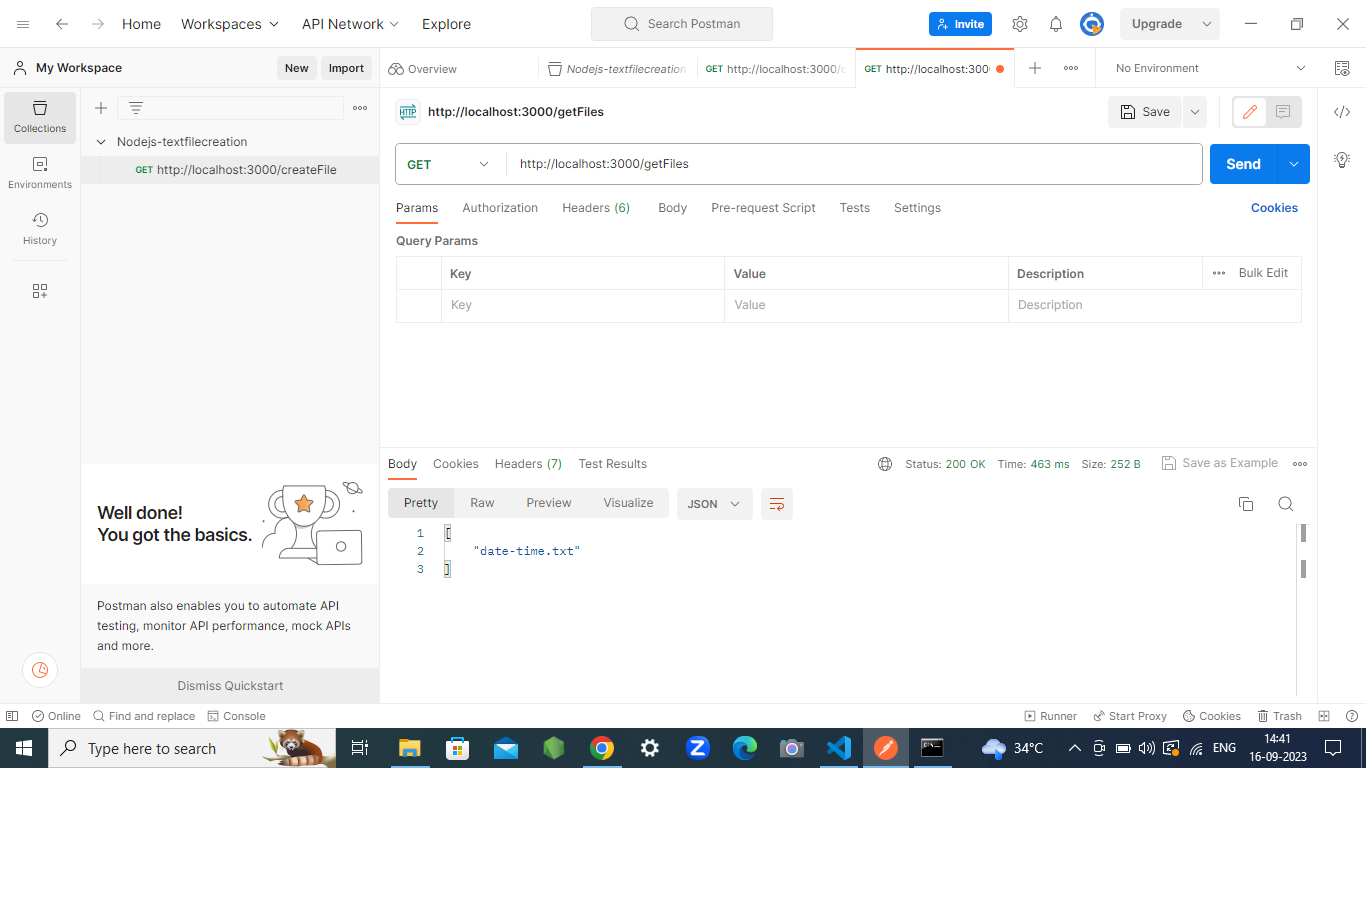 Home Workspaces API Network Explore Search Postman Invite Upgrade
My Workspace New Import Overview Nodejs-textfilecreation GET http://localhost:3000/c GET http://localhost:300 No Environment
Collections
Environments
History
Nodejs-textfilecreation
GET http://localhost:3000/createFile
HTTP http://localhost:3000/getFiles Save
GET http://localhost:3000/getFiles Send
Params Authorization Headers (6) Body Pre-request Script Tests Settings Cookies
Query Params
Key Value Description Bulk Edit
Key Value Description
Well done!
You got the basics.
Postman also enables you to automate API
testing, monitor API performance, mock APIs
and more.
Dismiss Quickstart
Body Cookies Headers (7) Test Results Status: 200 OK Time: 463 ms Size: 252 B Save as Example
Pretty Raw Preview Visualize JSON
1 [
2 "date-time.txt"
3 ]
Online Find and replace Console Runner Start Proxy Cookies Trash
Type here to search 34°C ENG 14:41
16-09-2023